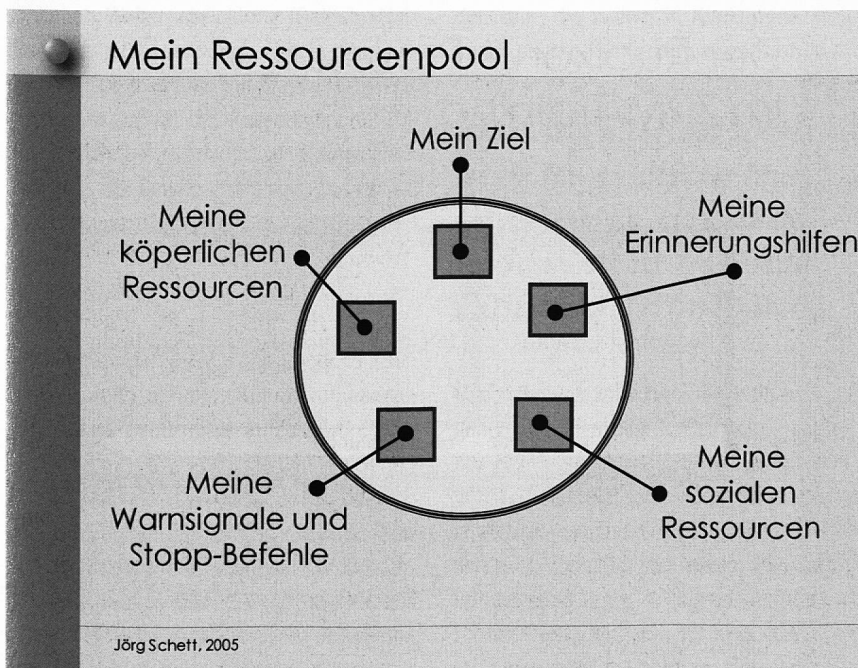 Mein Ressourcenpool
Mein Ziel
Meine
köperlichen
Ressourcen
Meine
Erinnerungshilfen
Meine
Warnsignale und
Stopp-Befehle
Meine
sozialen
Ressourcen
Jörg Schett, 2005